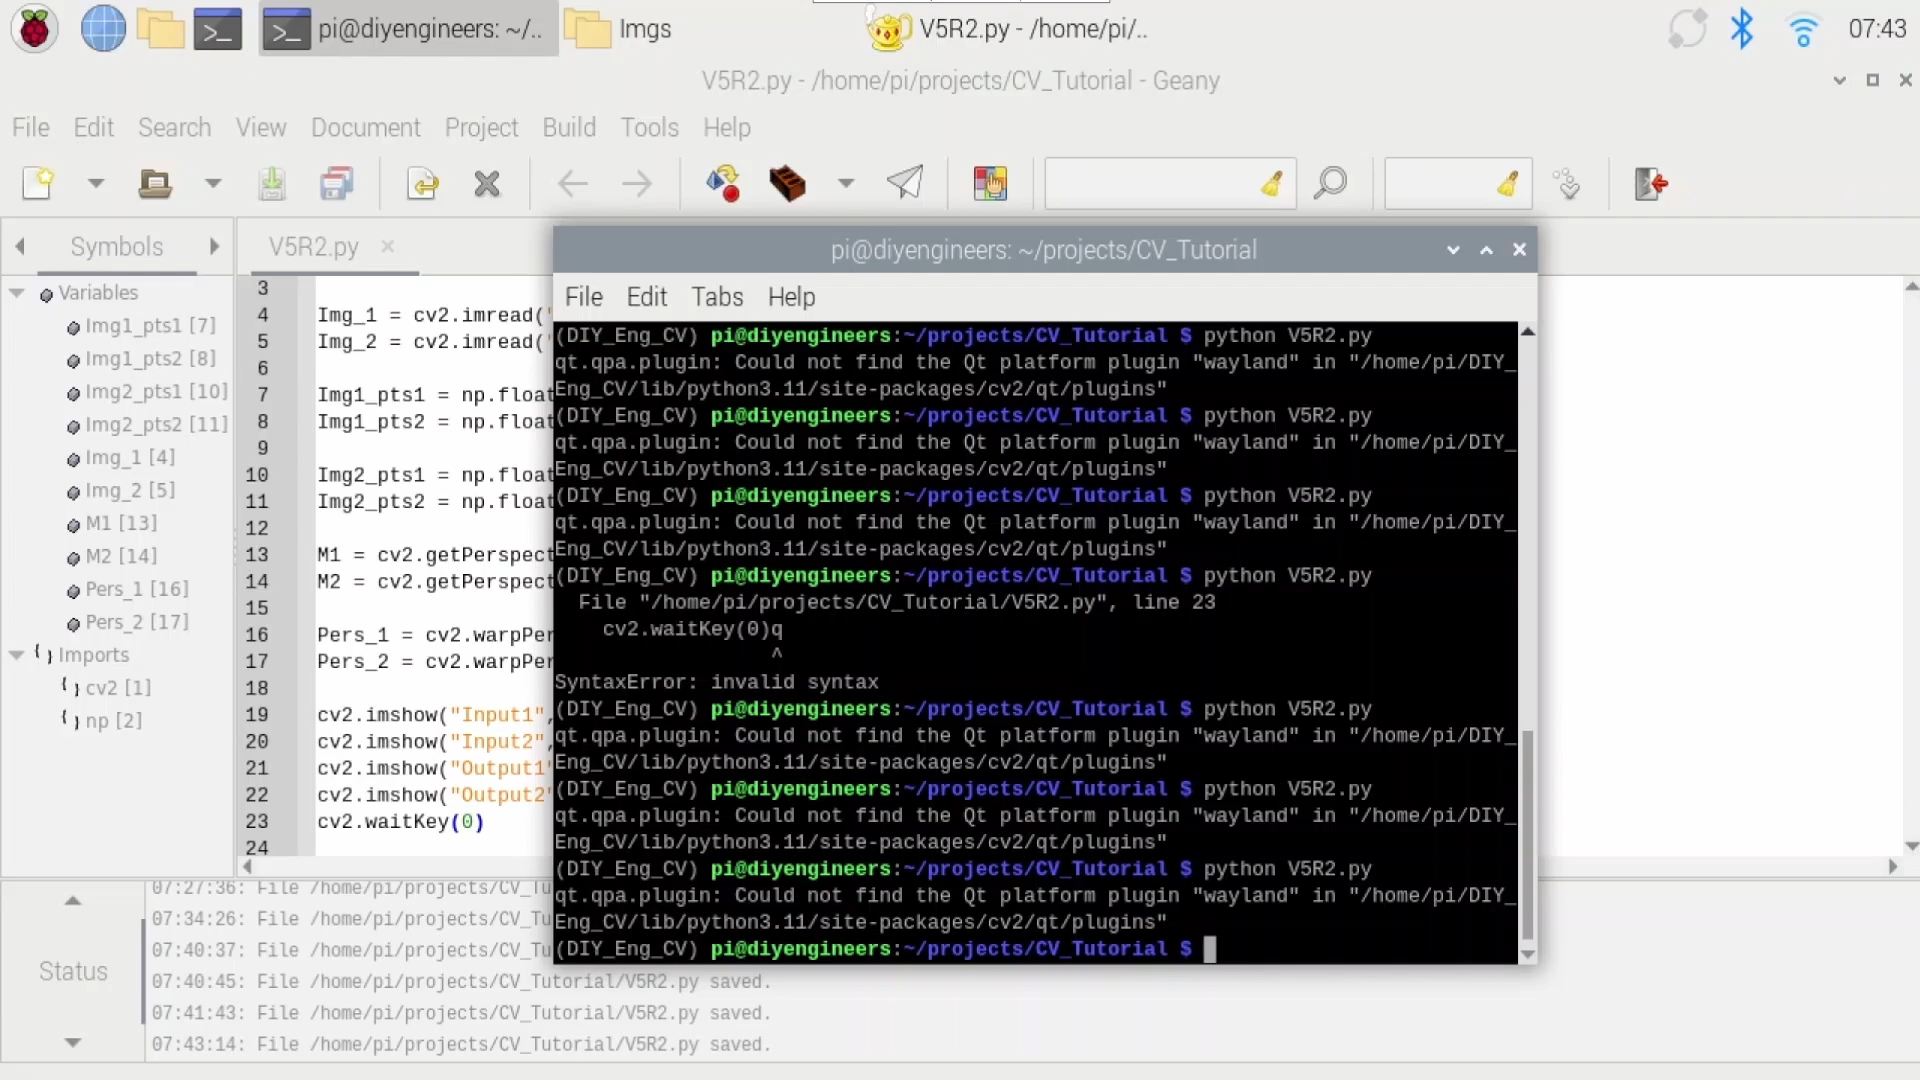 pi@diyengineers: ~/..
Imgs
V5R2.py - /home/pi/..
07:43
V5R2.py - /home/pi/projects/CV_Tutorial - Geany
File Edit Search View Document Project Build Tools Help
Symbols
V5R2.py
Variables
Img1_pts1 [7]
Img1_pts2 [8]
Img2_pts1 [10]
Img2_pts2 [11]
Img_1 [4]
Img_2 [5]
M1 [13]
M2 [14]
Pers_1 [16]
Pers_2 [17]
Imports
cv2 [1]
np [2]
3
4 Img_1 = cv2.imread("
5 Img_2 = cv2.imread("
6
7 Img1_pts1 = np.float
8 Img1_pts2 = np.float
9
10 Img2_pts1 = np.float
11 Img2_pts2 = np.float
12
13 M1 = cv2.getPerspect
14 M2 = cv2.getPerspect
15
16 Pers_1 = cv2.warpPer
17 Pers_2 = cv2.warpPer
18
19 cv2.imshow("Input1",
20 cv2.imshow("Input2",
21 cv2.imshow("Output1"
22 cv2.imshow("Output2"
23 cv2.waitKey(0)
24
pi@diyengineers: ~/projects/CV_Tutorial
File Edit Tabs Help
(DIY_Eng_CV) pi@diyengineers:~/projects/CV_Tutorial $ python V5R2.py
qt.qpa.plugin: Could not find the Qt platform plugin "wayland" in "/home/pi/DIY_
Eng_CV/lib/python3.11/site-packages/cv2/qt/plugins"
(DIY_Eng_CV) pi@diyengineers:~/projects/CV_Tutorial $ python V5R2.py
qt.qpa.plugin: Could not find the Qt platform plugin "wayland" in "/home/pi/DIY_
Eng_CV/lib/python3.11/site-packages/cv2/qt/plugins"
(DIY_Eng_CV) pi@diyengineers:~/projects/CV_Tutorial $ python V5R2.py
qt.qpa.plugin: Could not find the Qt platform plugin "wayland" in "/home/pi/DIY_
Eng_CV/lib/python3.11/site-packages/cv2/qt/plugins"
(DIY_Eng_CV) pi@diyengineers:~/projects/CV_Tutorial $ python V5R2.py
File "/home/pi/projects/CV_Tutorial/V5R2.py", line 23
cv2.waitKey(0)q
^
SyntaxError: invalid syntax
(DIY_Eng_CV) pi@diyengineers:~/projects/CV_Tutorial $ python V5R2.py
qt.qpa.plugin: Could not find the Qt platform plugin "wayland" in "/home/pi/DIY_
Eng_CV/lib/python3.11/site-packages/cv2/qt/plugins"
(DIY_Eng_CV) pi@diyengineers:~/projects/CV_Tutorial $ python V5R2.py
qt.qpa.plugin: Could not find the Qt platform plugin "wayland" in "/home/pi/DIY_
Eng_CV/lib/python3.11/site-packages/cv2/qt/plugins"
(DIY_Eng_CV) pi@diyengineers:~/projects/CV_Tutorial $ python V5R2.py
qt.qpa.plugin: Could not find the Qt platform plugin "wayland" in "/home/pi/DIY_
Eng_CV/lib/python3.11/site-packages/cv2/qt/plugins"
(DIY_Eng_CV) pi@diyengineers:~/projects/CV_Tutorial $
Status
07:27:36: File /home/pi/projects/CV_Tu
07:34:26: File /home/pi/projects/CV_Tu
07:40:37: File /home/pi/projects/CV_Tu
07:40:45: File /home/pi/projects/CV_Tutorial/V5R2.py saved.
07:41:43: File /home/pi/projects/CV_Tutorial/V5R2.py saved.
07:43:14: File /home/pi/projects/CV_Tutorial/V5R2.py saved.